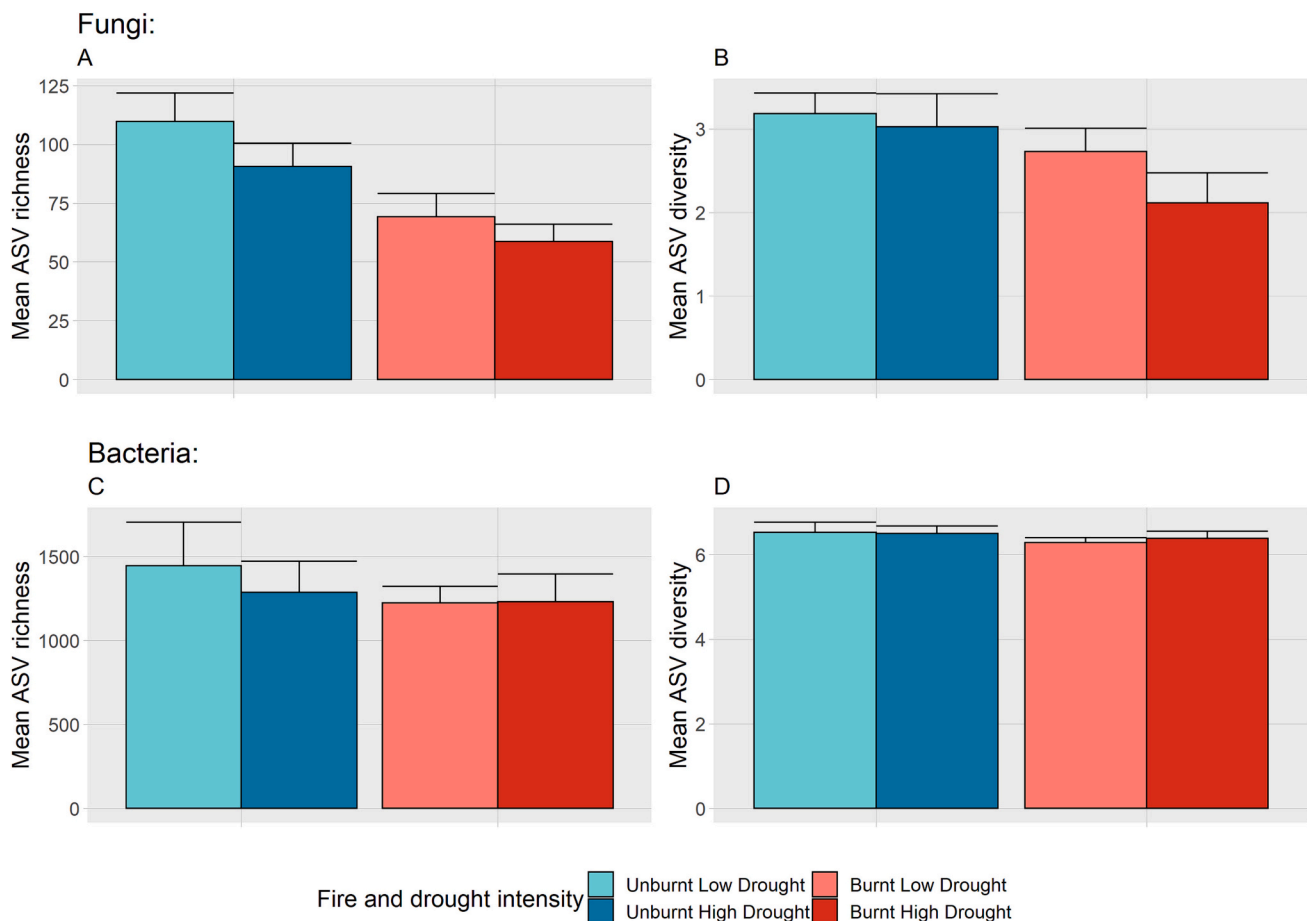 Fungi:
A
B
125
100
75
50
25
0
Mean ASV richness
3
2
1
0
Mean ASV diversity
Bacteria:
C
D
1500
1000
500
0
Mean ASV richness
6
4
2
0
Mean ASV diversity
Fire and drought intensity
Unburnt Low Drought
Burnt Low Drought
Unburnt High Drought
Burnt High Drought